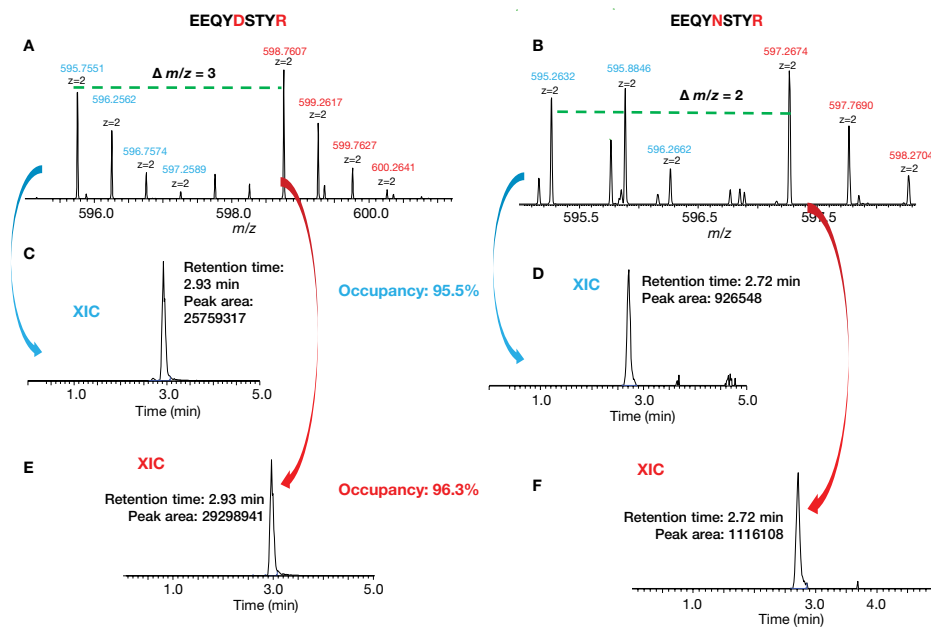 EEQYDSTYR
EEQYNSTYR
A
595.7551
z=2
Δ m/z = 3
598.7607
z=2
596.2562
z=2
596.7574
z=2
597.2589
z=2
599.2617
z=2
599.7627
z=2
600.2641
z=2
596.0
598.0
600.0
m/z
B
595.2632
z=2
595.8846
z=2
Δ m/z = 2
597.2674
z=2
596.2662
z=2
597.7690
z=2
598.2704
z=2
595.5
596.5
597.5
m/z
C
XIC
Retention time:
2.93 min
Peak area:
25759317
1.0
3.0
5.0
Time (min)
Occupancy: 95.5%
D
XIC
Retention time: 2.72 min
Peak area: 926548
1.0
3.0
5.0
Time (min)
E
XIC
Retention time: 2.93 min
Peak area: 29298941
1.0
3.0
5.0
Time (min)
Occupancy: 96.3%
F
XIC
Retention time: 2.72 min
Peak area: 1116108
1.0
3.0
4.0
Time (min)